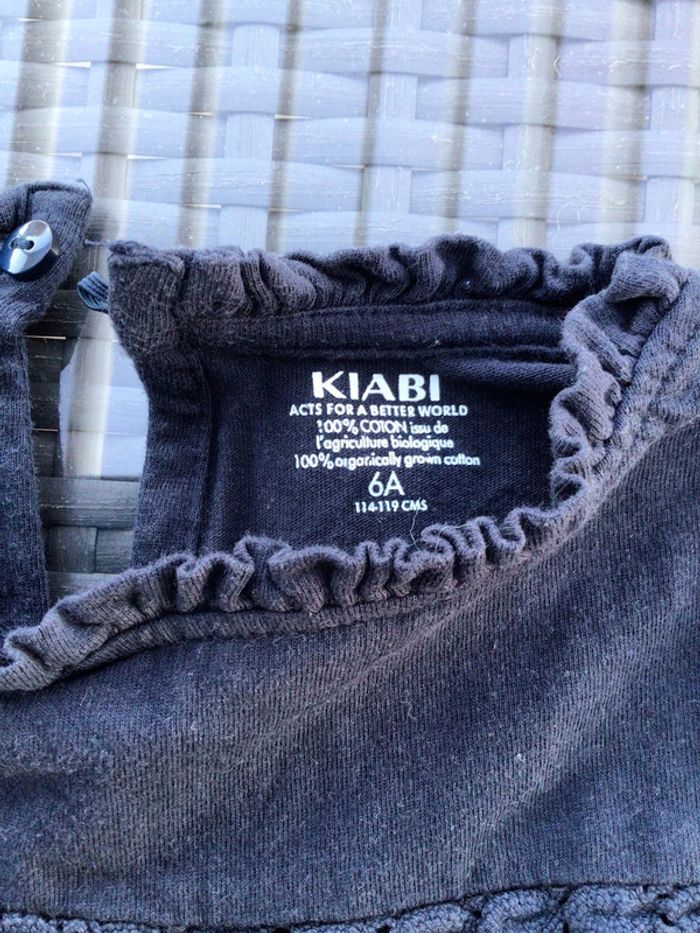 KIABI
ACTS FOR A BETTER WORLD
100% COTON issu de
l'agriculture biologique
100% organically grown cotton
6A
114-119 CMS